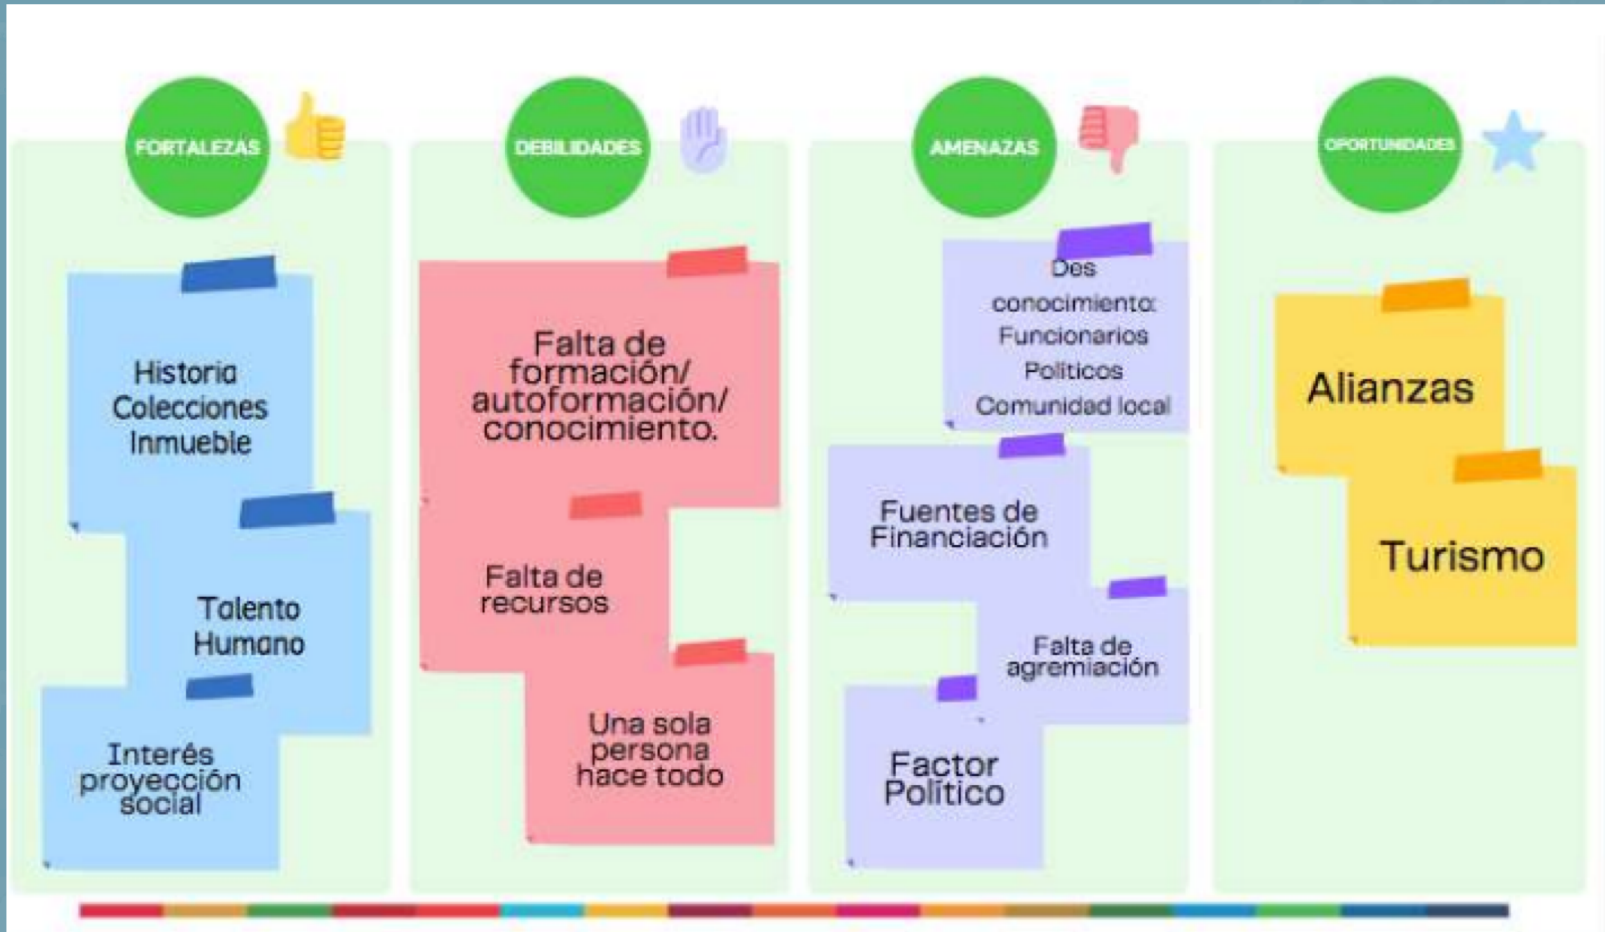 FORTALEZAS
Historia
Colecciones
Inmueble
Talento
Humano
Interés
proyección
social
DEBILIDADES
Falta de
formación/
autoformación/
conocimiento.
Falta de
recursos
Una sola
persona
hace todo
AMENAZAS
Des
conocimiento:
Funcionarios
Políticos
Comunidad local
Fuentes de
Financiación
Falta de
agremiación
Factor
Político
OPORTUNIDADES
Alianzas
Turismo